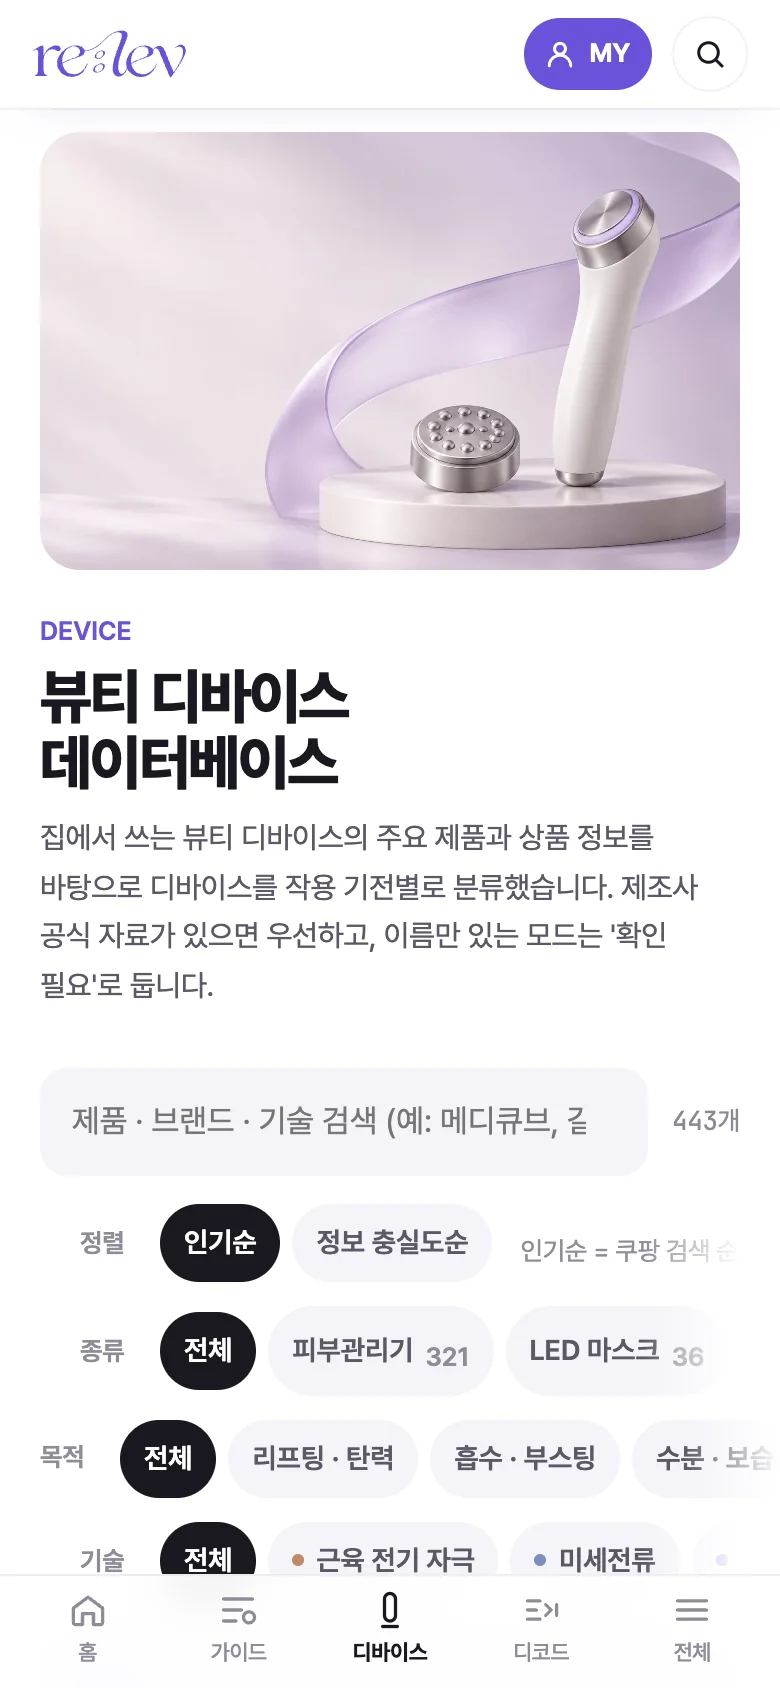 re:lev
MY
DEVICE
뷰티 디바이스
데이터베이스
집에서 쓰는 뷰티 디바이스의 주요 제품과 상품 정보를
바탕으로 디바이스를 작용 기전별로 분류했습니다. 제조사
공식 자료가 있으면 우선하고, 이름만 있는 모드는 '확인
필요'로 둡니다.
제품 · 브랜드 · 기술 검색 (예: 메디큐브, 
443개
정렬 인기순 정보 충실도순 인기순 = 쿠팡 검색 순
종류 전체 피부관리기 321 LED 마스크 36
목적 전체 리프팅 · 탄력 흡수 · 부스팅 수분 · 보습
기술 전체 근육 전기 자극 미세전류
홈 가이드 디바이스 디코드 전체